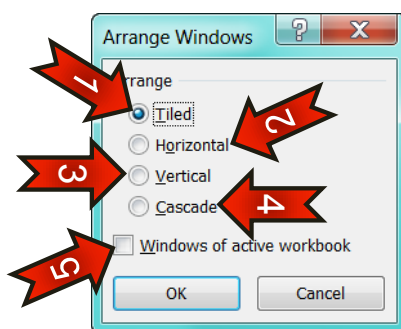 Arrange Windows
Arrange
1
Tiled
2
Horizontal
3
Vertical
4
Cascade
5
Windows of active workbook
OK
Cancel